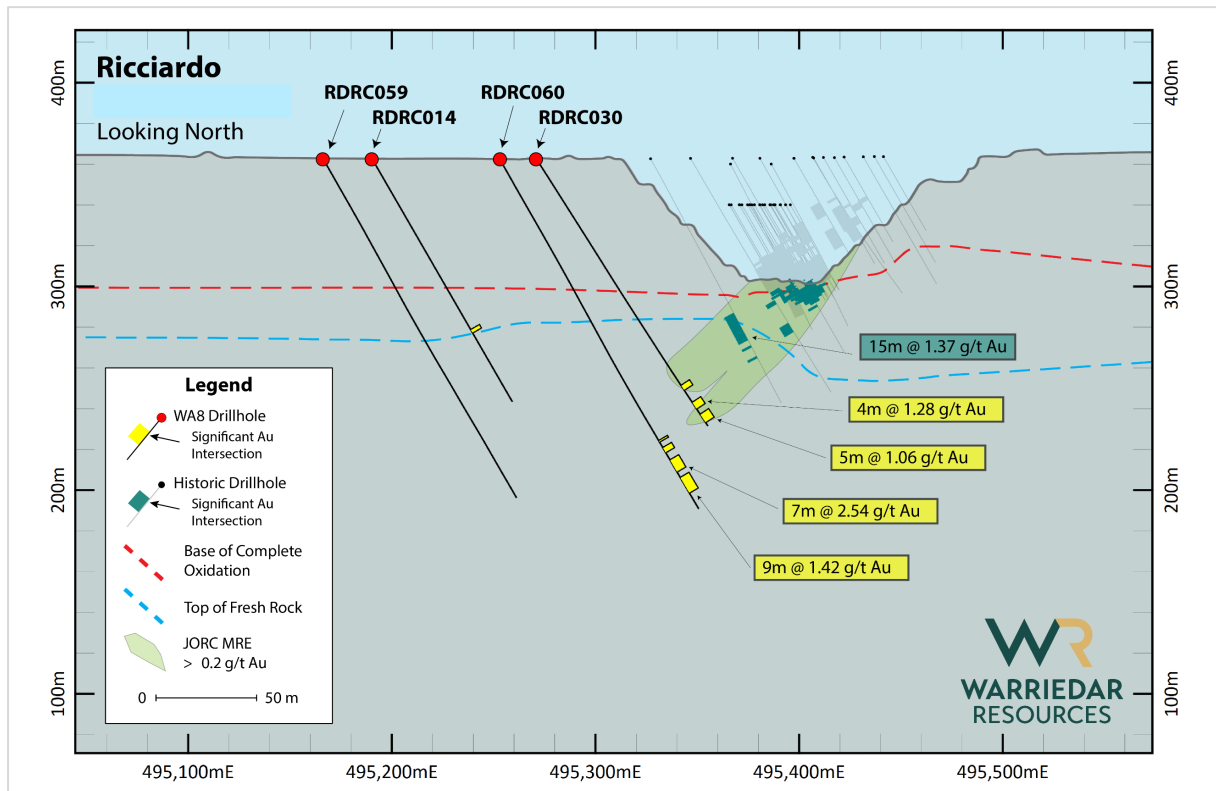 Ricciardo
Looking North
RDRC059
RDRC014
RDRC060
RDRC030
400m
300m
200m
100m
400m
300m
200m
100m
15m @ 1.37 g/t Au
4m @ 1.28 g/t Au
5m @ 1.06 g/t Au
7m @ 2.54 g/t Au
9m @ 1.42 g/t Au
Legend
WA8 Drillhole
Significant Au
Intersection
Historic Drillhole
Significant Au
Intersection
Base of Complete
Oxidation
Top of Fresh Rock
JORC MRE
> 0.2 g/t Au
0 50 m
WR
WARRIEDAR
RESOURCES
495,100mE
495,200mE
495,300mE
495,400mE
495,500mE